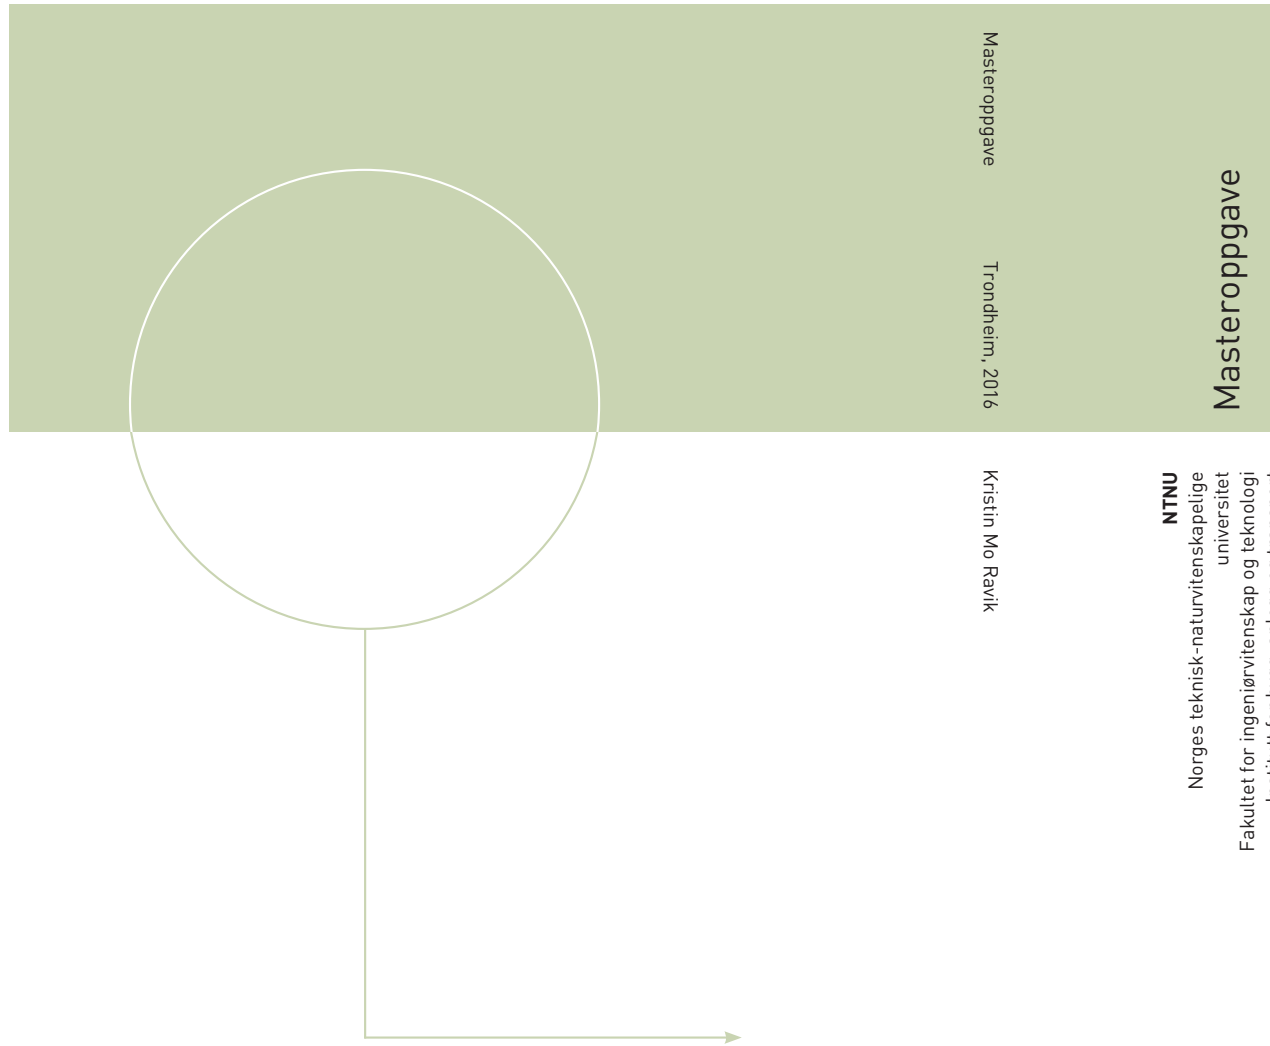 Masteroppgave
Trondheim, 2016
Kristin Mo Ravik
Masteroppgave
NTNU
Norges teknisk-naturvitenskapelige
universitet
Fakultet for ingeniørvitenskap og teknologi